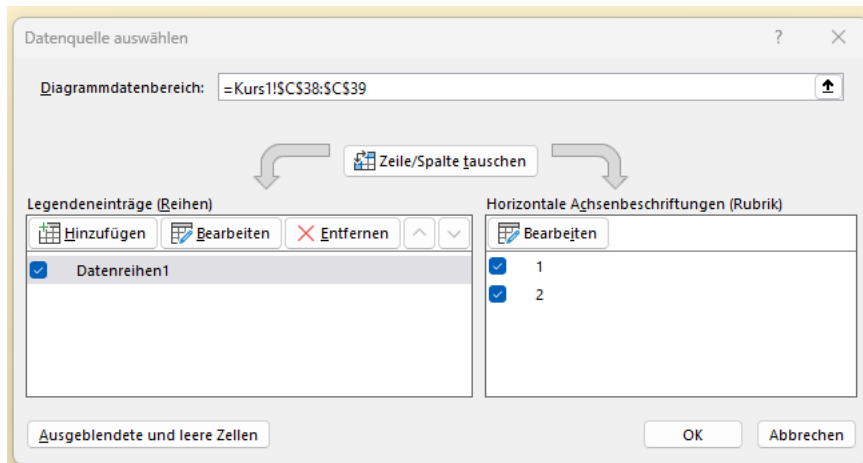 Datenquelle auswählen
?
Diagrammdatenbereich: =Kurs1!$C$38:$C$39
Zeile/Spalte tauschen
Legendeneinträge (Reihen)
Hinzufügen Bearbeiten Entfernen
Datenreihen1
Horizontale Achsenbeschriftungen (Rubrik)
Bearbeiten
1
2
Ausgeblendete und leere Zellen
OK Abbrechen